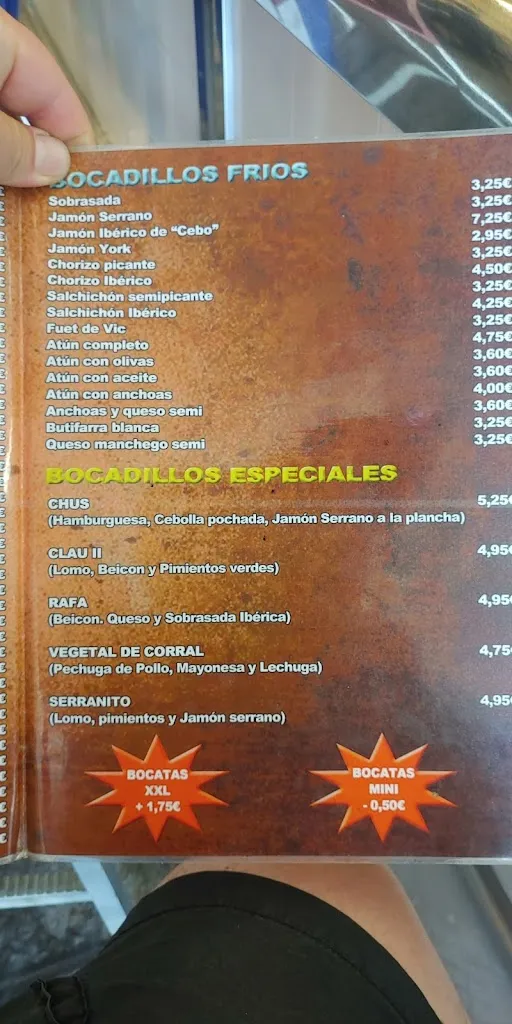 BOCADILLOS FRIOS
Sobrasada 3,25€
Jamón Serrano 3,25€
Jamón Ibérico de “Cebo” 7,25€
Jamón York 2,95€
Chorizo picante 3,25€
Chorizo Ibérico 4,50€
Salchichón semipicante 3,25€
Salchichón Ibérico 4,25€
Fuet de Vic 3,25€
Atún completo 4,75€
Atún con olivas 3,60€
Atún con aceite 3,60€
Atún con anchoas 4,00€
Anchoas y queso semi 3,60€
Butifarra blanca 3,25€
Queso manchego semi 3,25€
BOCADILLOS ESPECIALES
CHUS 5,25€
(Hamburguesa, Cebolla pochada, Jamón Serrano a la plancha)
CLAU II 4,95€
(Lomo, Beicon y Pimientos verdes)
RAFA 4,95€
(Beicon. Queso y Sobrasada Ibérica)
VEGETAL DE CORRAL 4,75€
(Pechuga de Pollo, Mayonesa y Lechuga)
SERRANITO 4,95€
(Lomo, pimientos y Jamón serrano)
BOCATAS
XXL
+ 1,75€
BOCATAS
MINI
- 0,50€